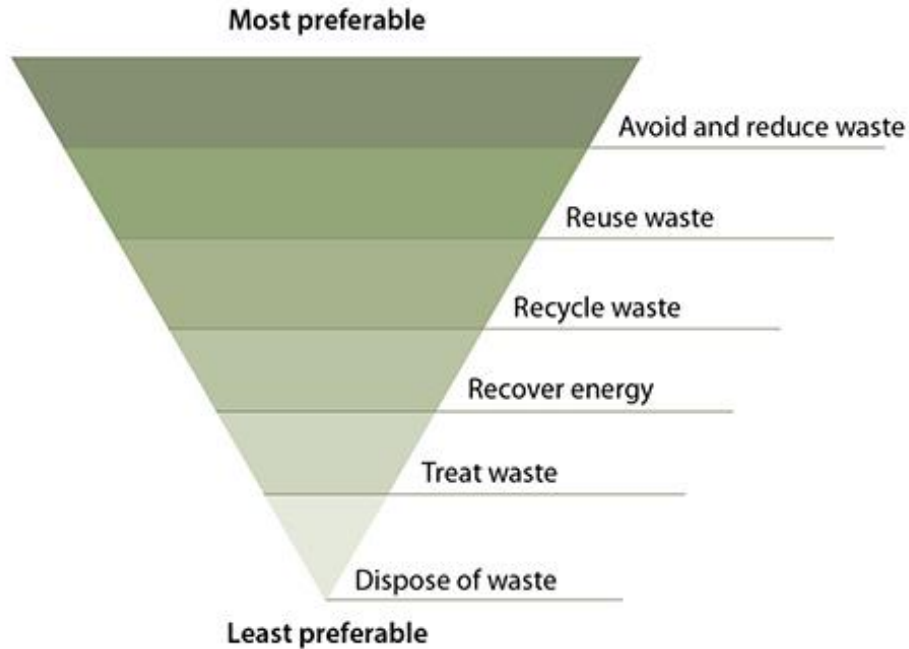 Most preferable
Avoid and reduce waste
Reuse waste
Recycle waste
Recover energy
Treat waste
Dispose of waste
Least preferable